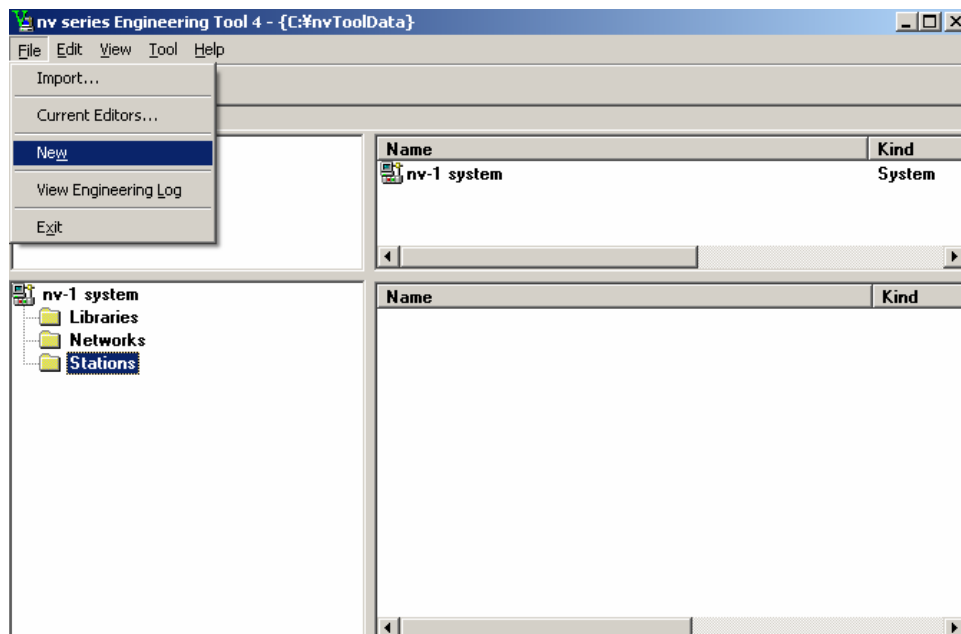 nv series Engineering Tool 4 - {C:¥nvToolData}
File Edit View Tool Help
Import...
Current Editors...
New
View Engineering Log
Exit
Name Kind
nv-1 system System
nv-1 system
Libraries
Networks
Stations
Name Kind